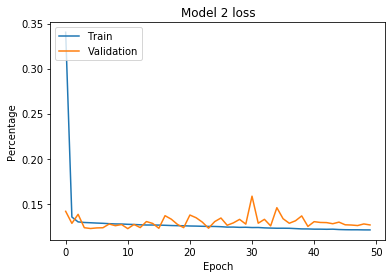 Model 2 loss
Train
Validation
Percentage
0.35
0.30
0.25
0.20
0.15
0
10
20
30
40
50
Epoch